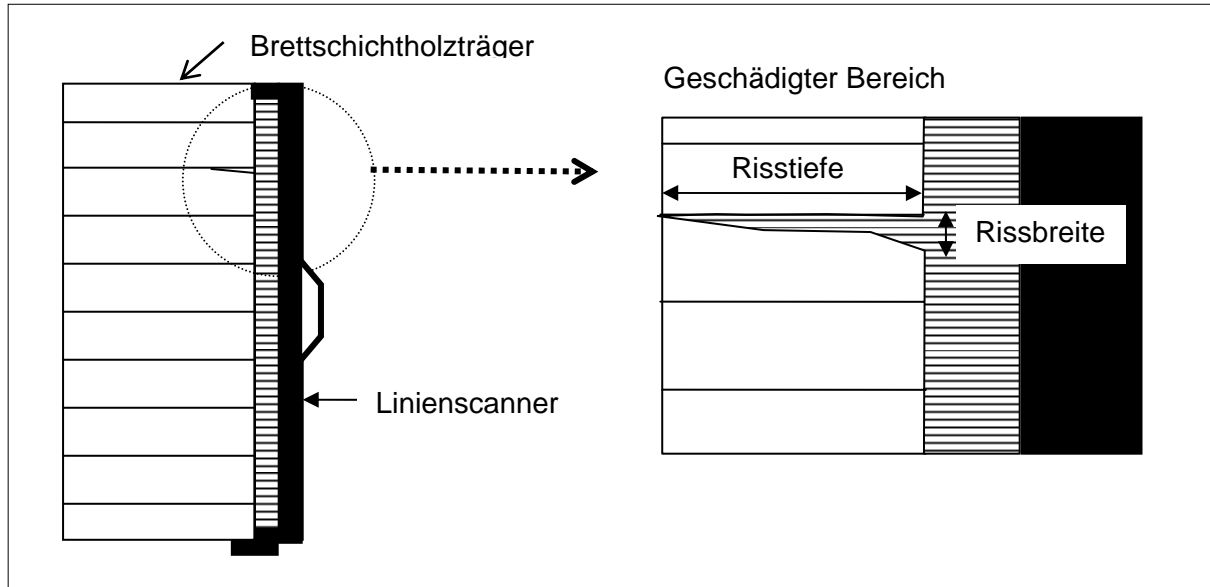 Brettschichtholzträger
Geschädigter Bereich
Risstiefe
Rissbreite
Linienscanner